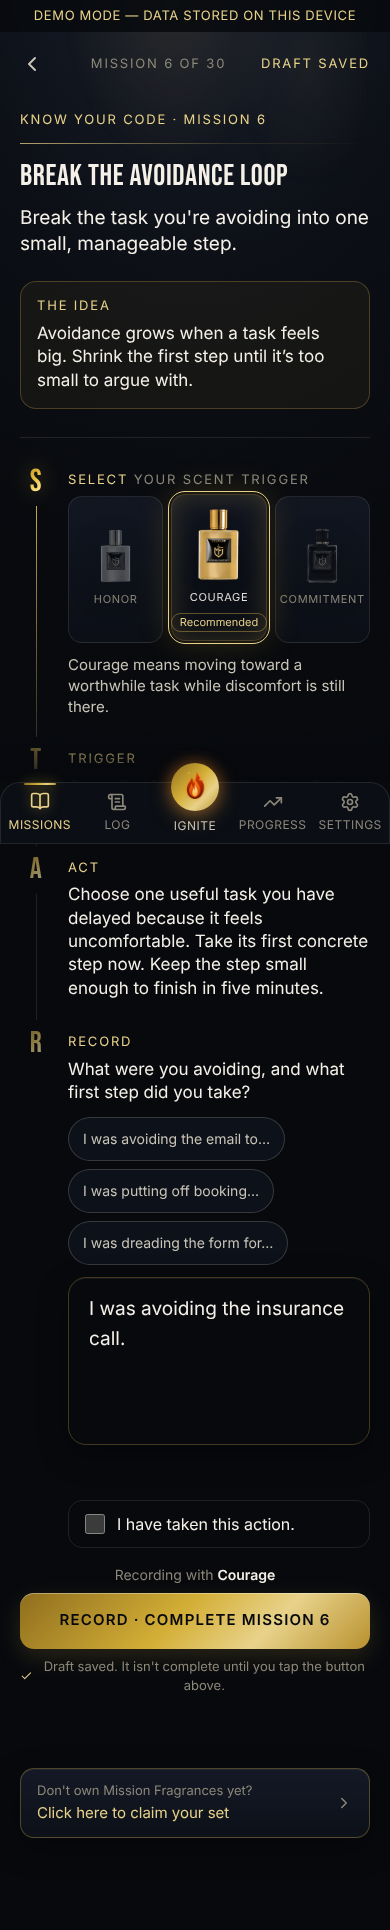 DEMO MODE — DATA STORED ON THIS DEVICE
MISSION 6 OF 30
DRAFT SAVED
KNOW YOUR CODE · MISSION 6
BREAK THE AVOIDANCE LOOP
Break the task you're avoiding into one
small, manageable step.
THE IDEA
Avoidance grows when a task feels
big. Shrink the first step until it’s too
small to argue with.
S
SELECT YOUR SCENT TRIGGER
HONOR
COURAGE
Recommended
COMMITMENT
Courage means moving toward a
worthwhile task while discomfort is still
there.
T
TRIGGER
MISSIONS
LOG
IGNITE
PROGRESS
SETTINGS
A
ACT
Choose one useful task you have
delayed because it feels
uncomfortable. Take its first concrete
step now. Keep the step small
enough to finish in five minutes.
R
RECORD
What were you avoiding, and what
first step did you take?
I was avoiding the email to…
I was putting off booking…
I was dreading the form for…
I was avoiding the insurance
call.
I have taken this action.
Recording with Courage
RECORD · COMPLETE MISSION 6
Draft saved. It isn't complete until you tap the button
above.
Don't own Mission Fragrances yet?
Click here to claim your set